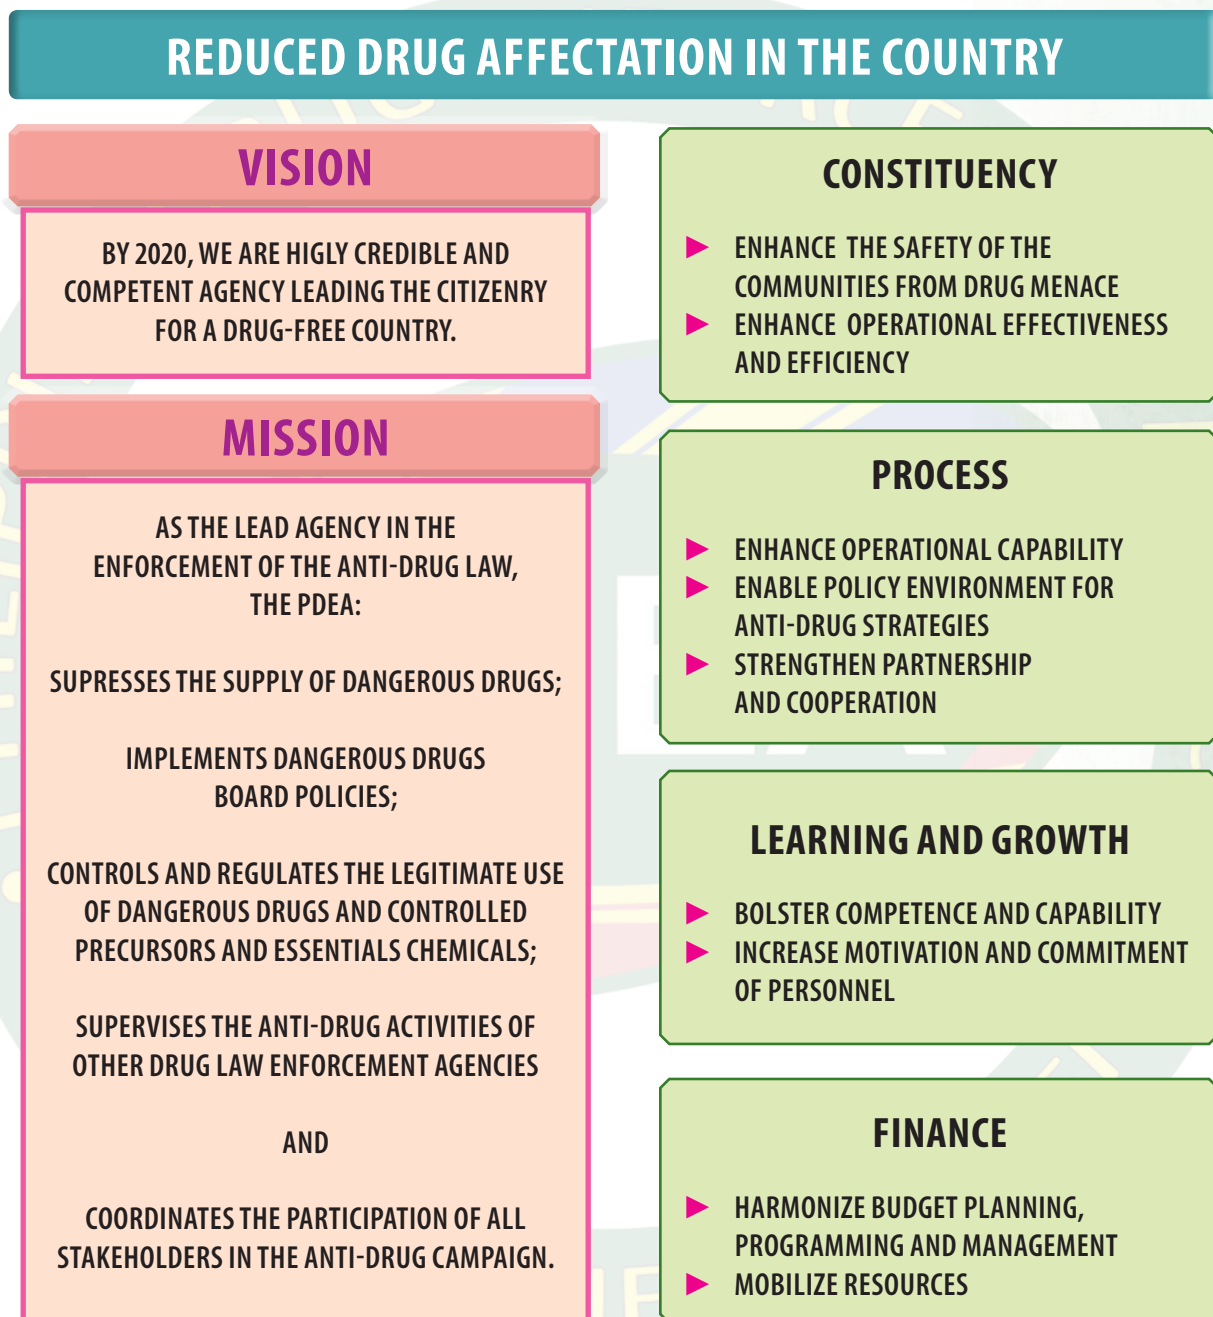 REDUCED DRUG AFFECTATION IN THE COUNTRY
VISION
BY 2020, WE ARE HIGLY CREDIBLE AND
COMPETENT AGENCY LEADING THE CITIZENRY
FOR A DRUG-FREE COUNTRY.
MISSION
AS THE LEAD AGENCY IN THE
ENFORCEMENT OF THE ANTI-DRUG LAW,
THE PDEA:
SUPRESSES THE SUPPLY OF DANGEROUS DRUGS;
IMPLEMENTS DANGEROUS DRUGS
BOARD POLICIES;
CONTROLS AND REGULATES THE LEGITIMATE USE
OF DANGEROUS DRUGS AND CONTROLLED
PRECURSORS AND ESSENTIALS CHEMICALS;
SUPERVISES THE ANTI-DRUG ACTIVITIES OF
OTHER DRUG LAW ENFORCEMENT AGENCIES
AND
COORDINATES THE PARTICIPATION OF ALL
STAKEHOLDERS IN THE ANTI-DRUG CAMPAIGN.
CONSTITUENCY
ENHANCE THE SAFETY OF THE
COMMUNITIES FROM DRUG MENACE
ENHANCE OPERATIONAL EFFECTIVENESS
AND EFFICIENCY
PROCESS
ENHANCE OPERATIONAL CAPABILITY
ENABLE POLICY ENVIRONMENT FOR
ANTI-DRUG STRATEGIES
STRENGTHEN PARTNERSHIP
AND COOPERATION
LEARNING AND GROWTH
BOLSTER COMPETENCE AND CAPABILITY
INCREASE MOTIVATION AND COMMITMENT
OF PERSONNEL
FINANCE
HARMONIZE BUDGET PLANNING,
PROGRAMMING AND MANAGEMENT
MOBILIZE RESOURCES